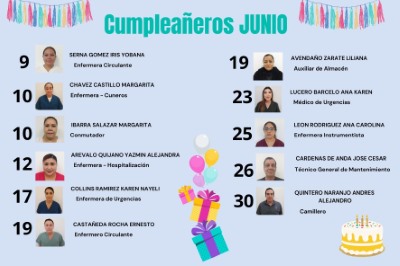 Cumpleañeros JUNIO
9
SERNA GOMEZ IRIS YOBANA
Enfermera Circulante
10
CHAVEZ CASTILLO MARGARITA
Enfermera - Cuneros
10
IBARRA SALAZAR MARGARITA
Conmutador
12
AREVALO QUIJANO YAZMIN ALEJANDRA
Enfermera - Hospitalización
17
COLLINS RAMIREZ KAREN NAYELI
Enfermera de Urgencias
19
CASTAÑEDA ROCHA ERNESTO
Enfermero Circulante
19
AVENDAÑO ZARATE LILIANA
Auxiliar de Almacén
23
LUCERO BARCELO ANA KAREN
Médico de Urgencias
25
LEON RODRIGUEZ ANA CAROLINA
Enfermera Instrumentista
26
CARDENAS DE ANDA JOSE CESAR
Técnico General de Mantenimiento
30
QUINTERO NARANJO ANDRES
ALEJANDRO
Camillero